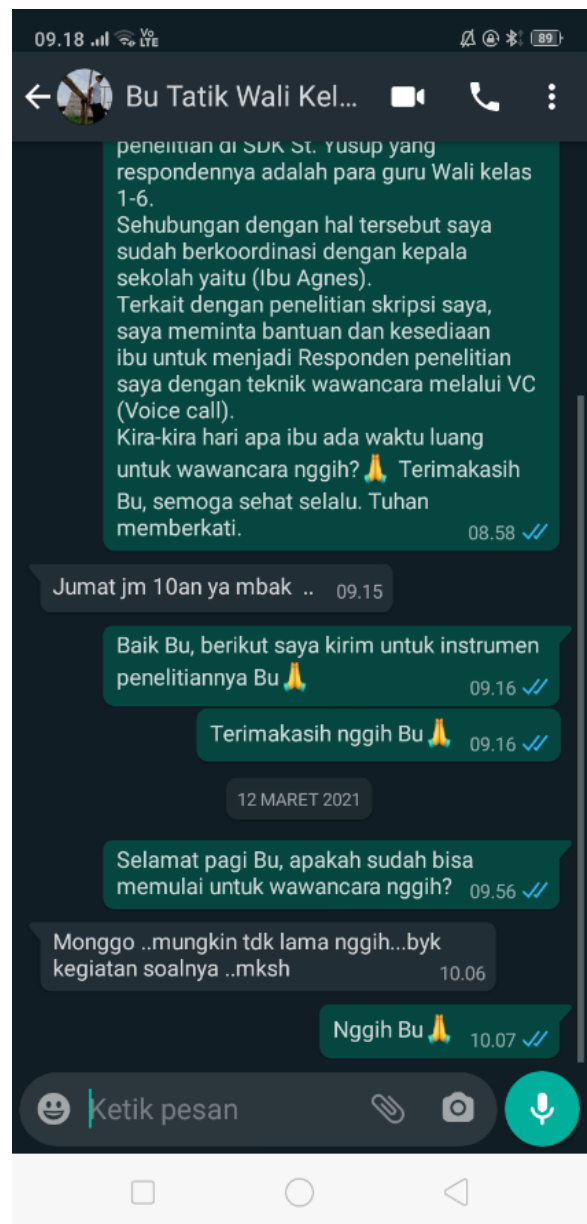 09.18
Vo
LTE
89
Bu Tatik Wali Kel...
penelitian di SDK St. Yusup yang
respondennya adalah para guru Wali kelas
1-6.
Sehubungan dengan hal tersebut saya
sudah berkoordinasi dengan kepala
sekolah yaitu (Ibu Agnes).
Terkait dengan penelitian skripsi saya,
saya meminta bantuan dan kesediaan
ibu untuk menjadi Responden penelitian
saya dengan teknik wawancara melalui VC
(Voice call).
Kira-kira hari apa ibu ada waktu luang
untuk wawancara nggih?🙏 Terimakasih
Bu, semoga sehat selalu. Tuhan
memberkati. 08.58
Jumat jm 10an ya mbak .. 09.15
Baik Bu, berikut saya kirim untuk instrumen
penelitiannya Bu🙏 09.16
Terimakasih nggih Bu🙏 09.16
12 MARET 2021
Selamat pagi Bu, apakah sudah bisa
memulai untuk wawancara nggih? 09.56
Monggo ..mungkin tdk lama nggih...byk
kegiatan soalnya ..mksh 10.06
Nggih Bu🙏 10.07
Ketik pesan